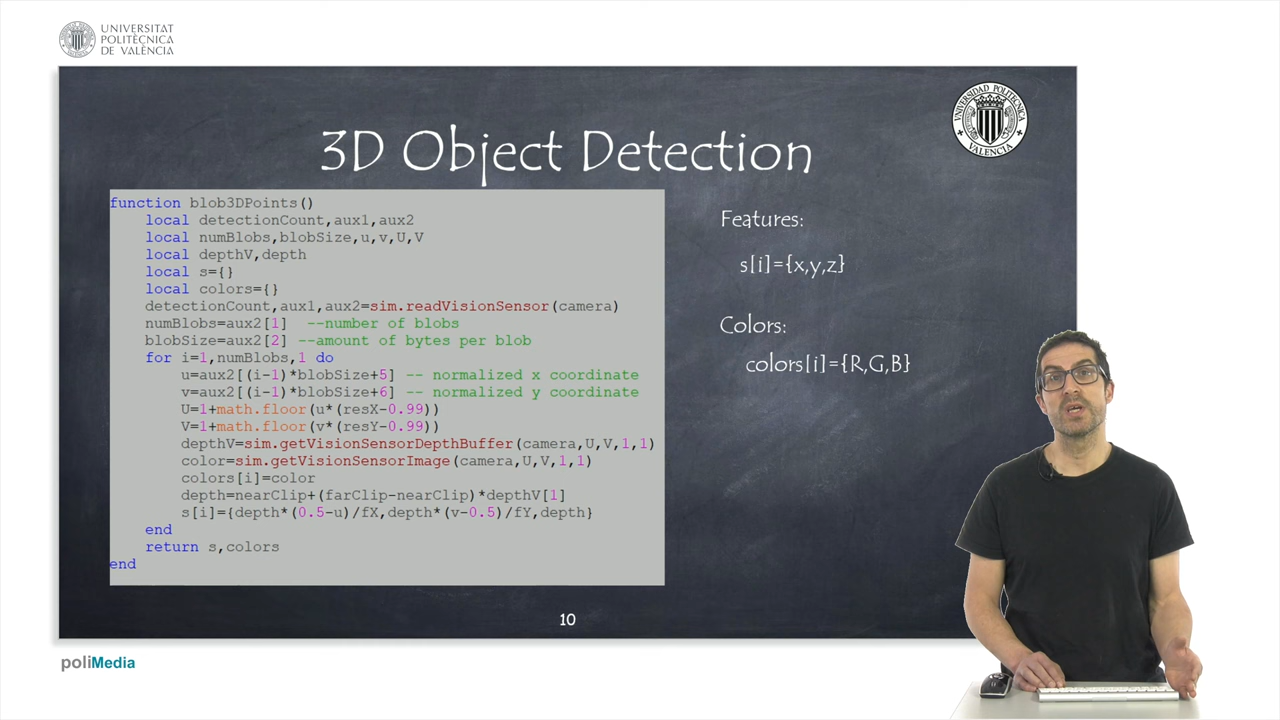 UNIVERSITAT
POLITÈCNICA
DE VALÈNCIA
UNIVERSIDAD POLITECNICA
VALENCIA
3D Object Detection
function blob3DPoints()
    local detectionCount,aux1,aux2
    local numBlobs,blobSize,u,v,U,V
    local depthV,depth
    local s={}
    local colors={}
    detectionCount,aux1,aux2=sim.readVisionSensor(camera)
    numBlobs=aux2[1]  --number of blobs
    blobSize=aux2[2] --amount of bytes per blob
    for i=1,numBlobs,1 do
        u=aux2[(i-1)*blobSize+5] -- normalized x coordinate
        v=aux2[(i-1)*blobSize+6] -- normalized y coordinate
        U=1+math.floor(u*(resX-0.99))
        V=1+math.floor(v*(resY-0.99))
        depthV=sim.getVisionSensorDepthBuffer(camera,U,V,1,1)
        color=sim.getVisionSensorImage(camera,U,V,1,1)
        colors[i]=color
        depth=nearClip+(farClip-nearClip)*depthV[1]
        s[i]={depth*(0.5-u)/fX,depth*(v-0.5)/fY,depth}
    end
    return s,colors
end
Features:
s[i]={x,y,z}
Colors:
colors[i]={R,G,B}
10
poliMedia